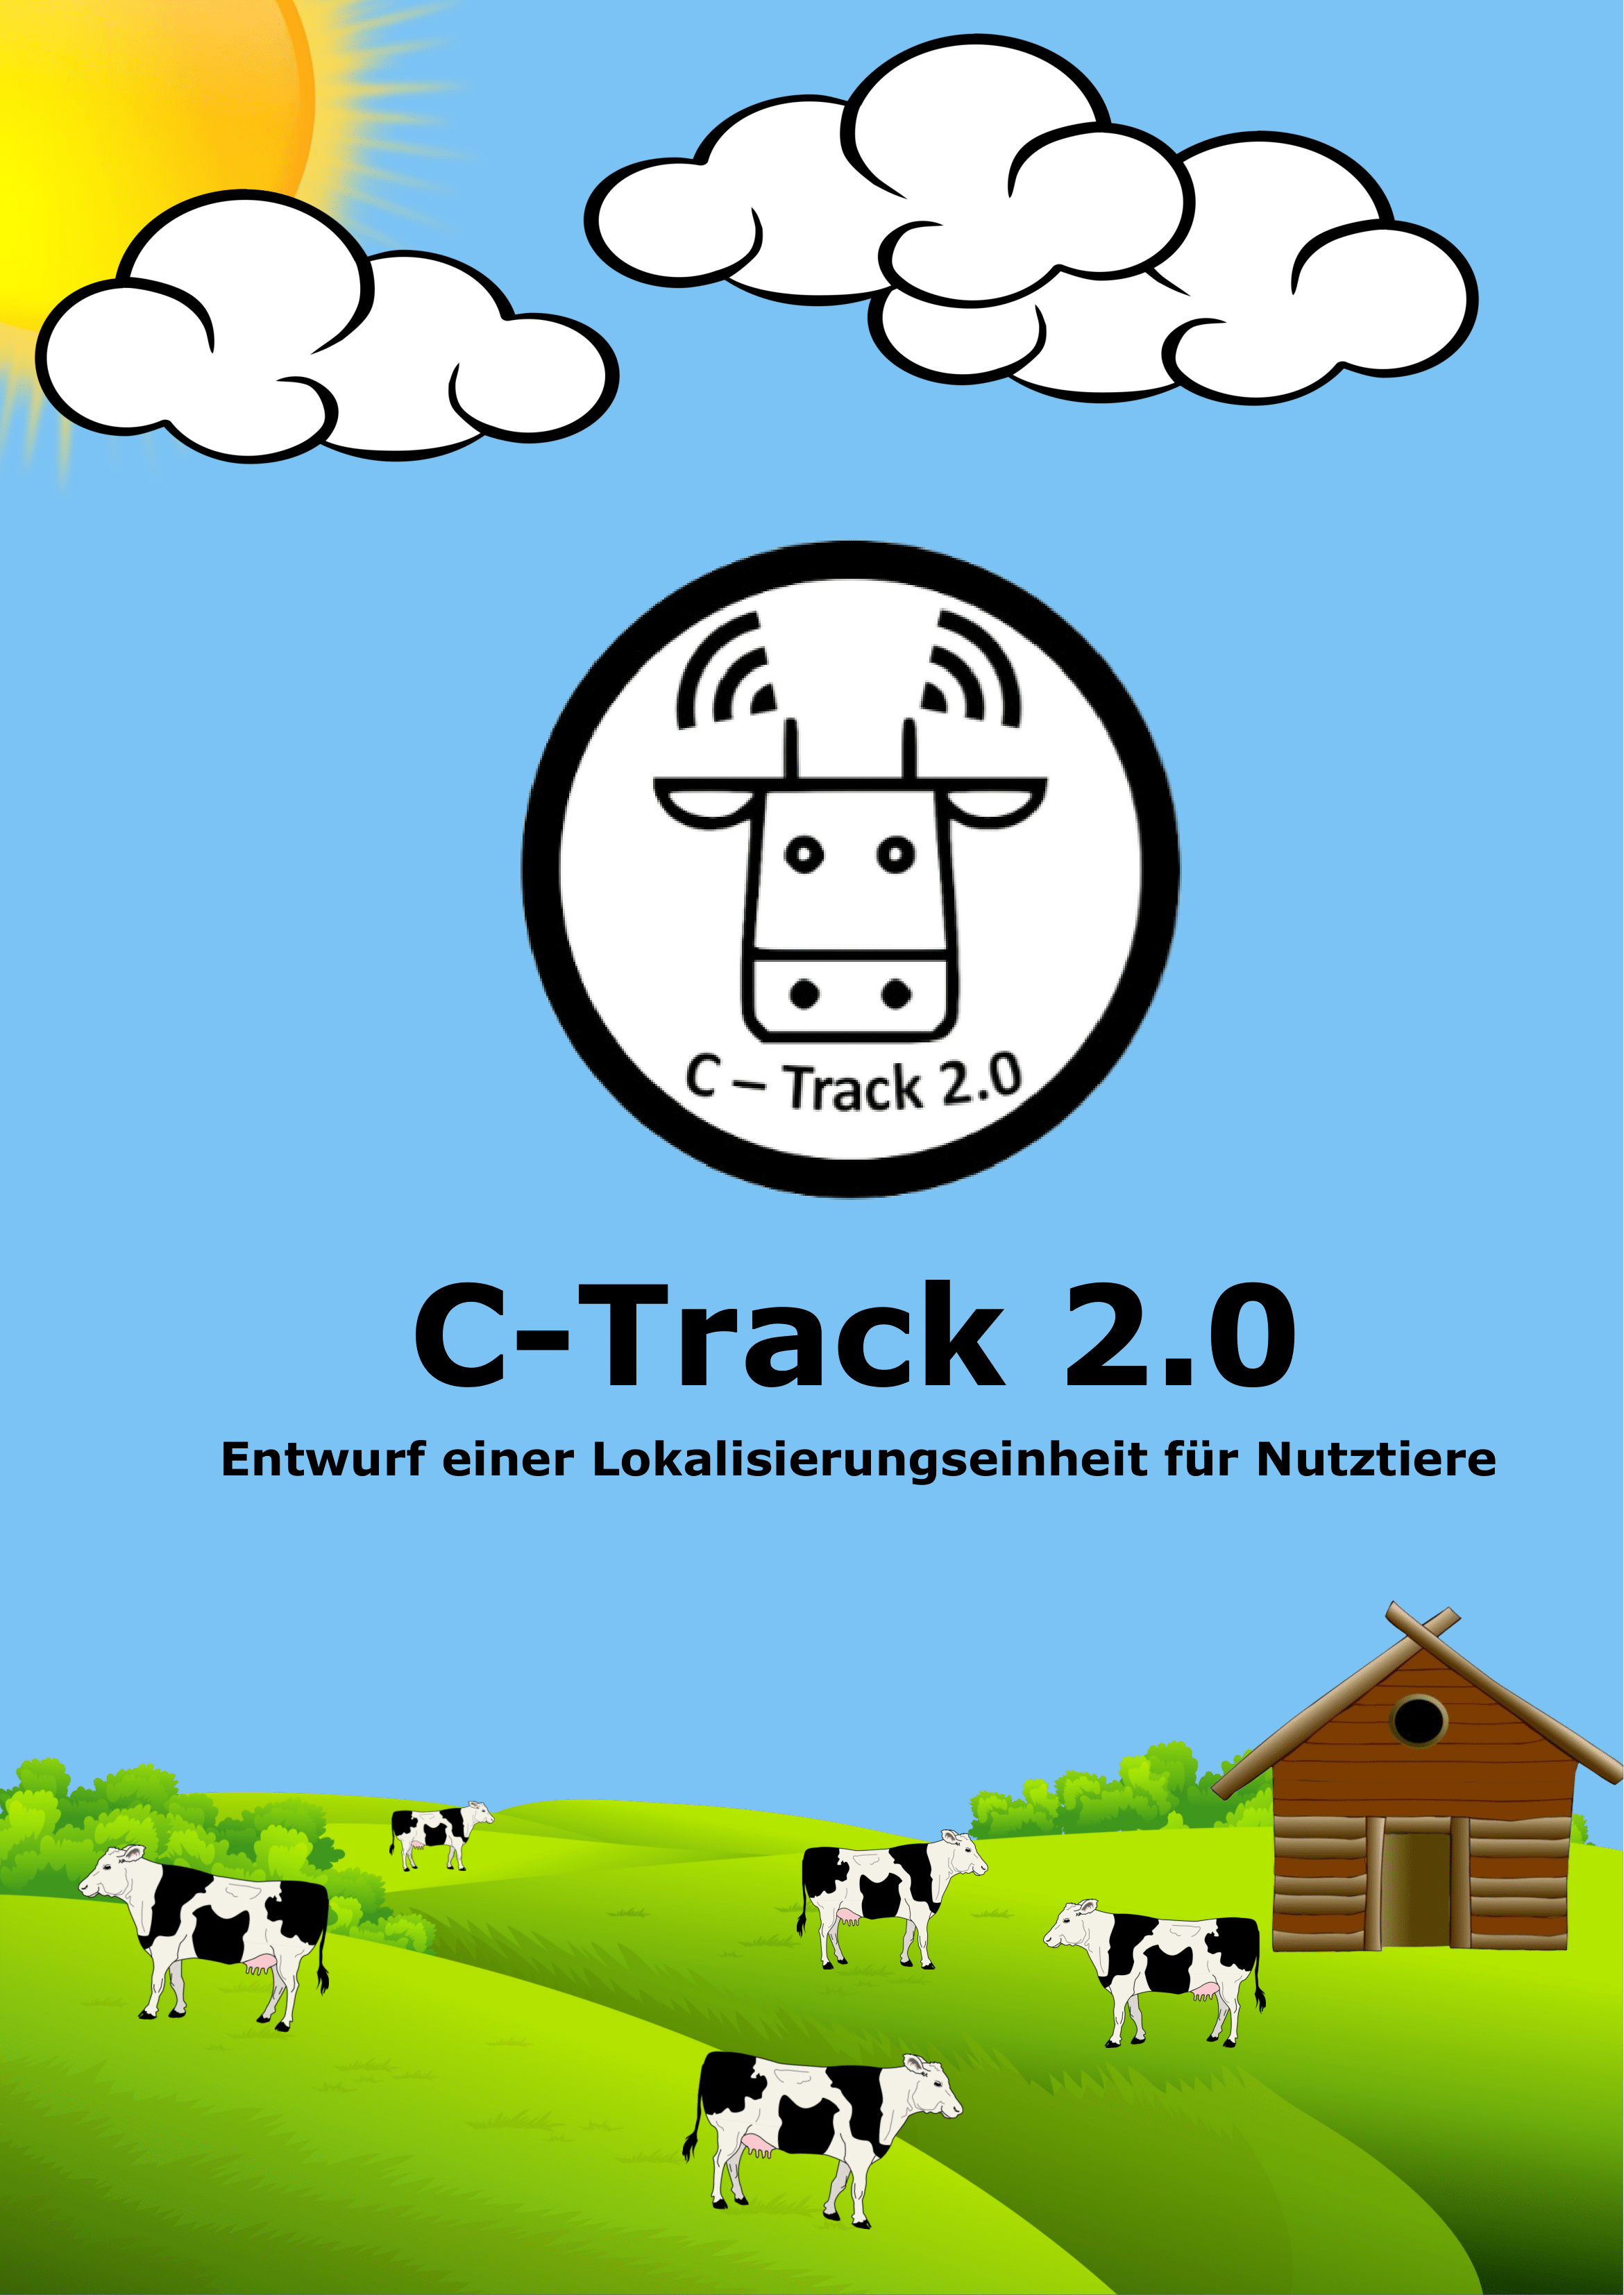 C – Track 2.0
C-Track 2.0
Entwurf einer Lokalisierungseinheit für Nutztiere